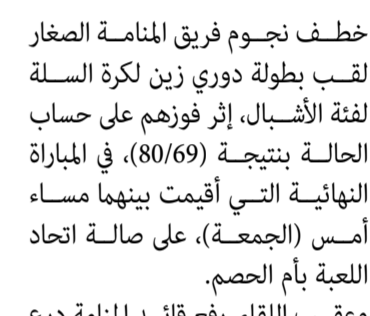 خطف نجوم فريق المنامة الصغار
لقب بطولة دوري زين لكرة السلة
لفئة الأشبال، إثر فوزهم على حساب
الحالة بنتيجة (80/69)، في المباراة
النهائية التي أقيمت بينهما مساء
أمس (الجمعة)، على صالة اتحاد
اللعبة بأم الحصم.